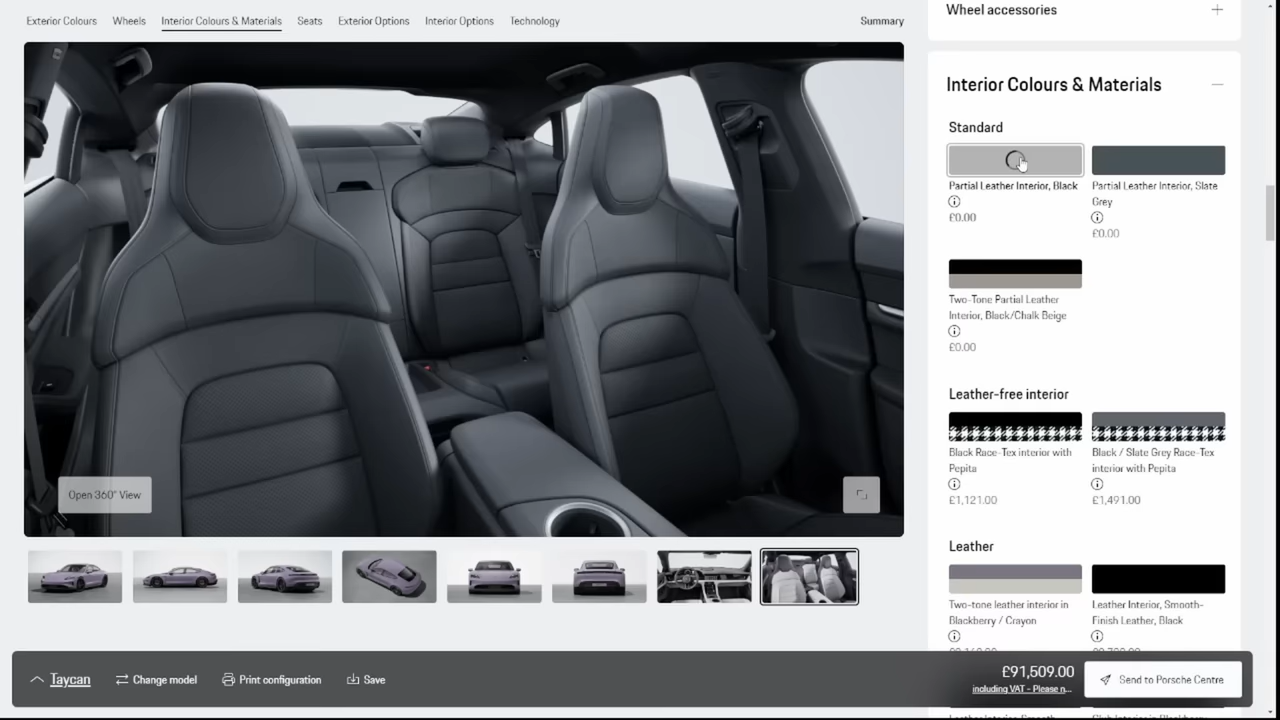 Exterior Colours Wheels Interior Colours & Materials Seats Exterior Options Interior Options Technology Summary
Wheel accessories
Interior Colours & Materials
Standard
Partial Leather Interior, Black
£0.00
Partial Leather Interior, Slate
Grey
£0.00
Two-Tone Partial Leather
Interior, Black/Chalk Beige
£0.00
Leather-free interior
Black Race-Tex interior with
Pepita
£1,121.00
Black / Slate Grey Race-Tex
interior with Pepita
£1,491.00
Leather
Two-tone leather interior in
Blackberry / Crayon
Leather Interior, Smooth-
Finish Leather, Black
Open 360° View
Taycan Change model Print configuration Save
£91,509.00
including VAT - Please n...
Send to Porsche Centre